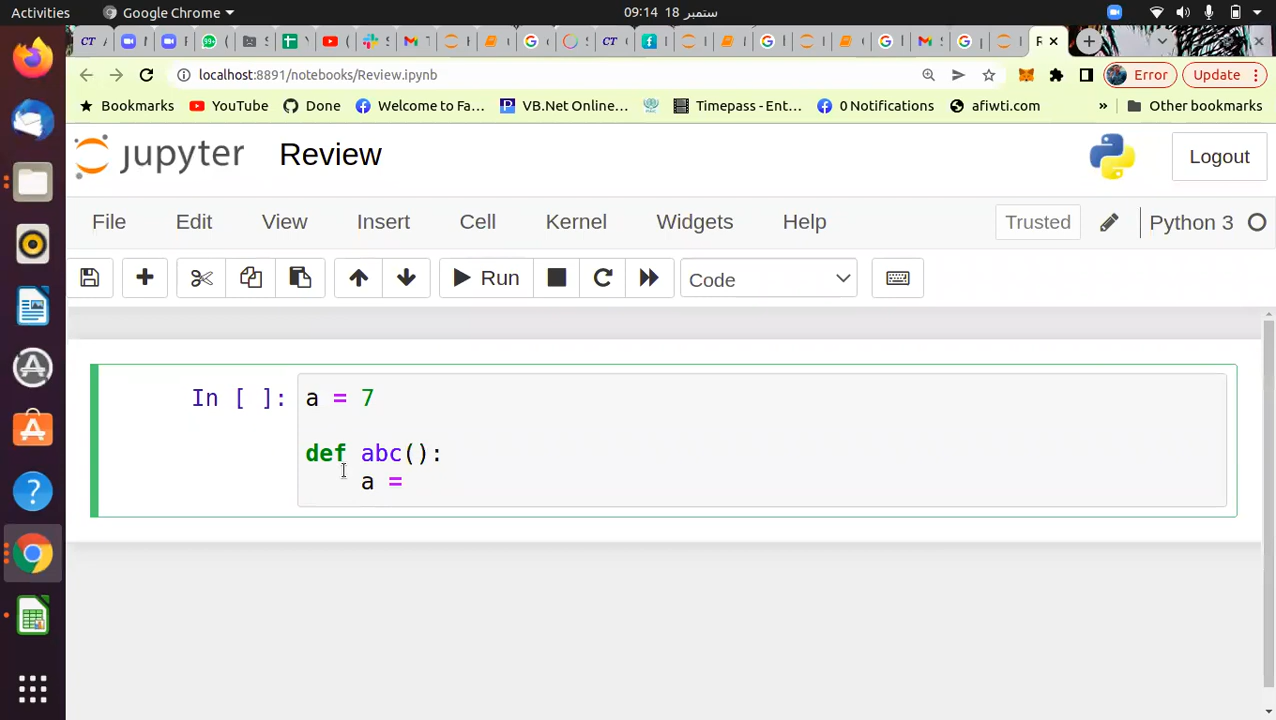 Activities Google Chrome 09:14 18 ستمبر
localhost:8891/notebooks/Review.ipynb Error Update
Bookmarks YouTube Done Welcome to Fa... VB.Net Online... Timepass - Ent... 0 Notifications afiwti.com » Other bookmarks
jupyter Review Logout
File Edit View Insert Cell Kernel Widgets Help Trusted Python 3
Run Code
In [ ]: a = 7
def abc():
a =